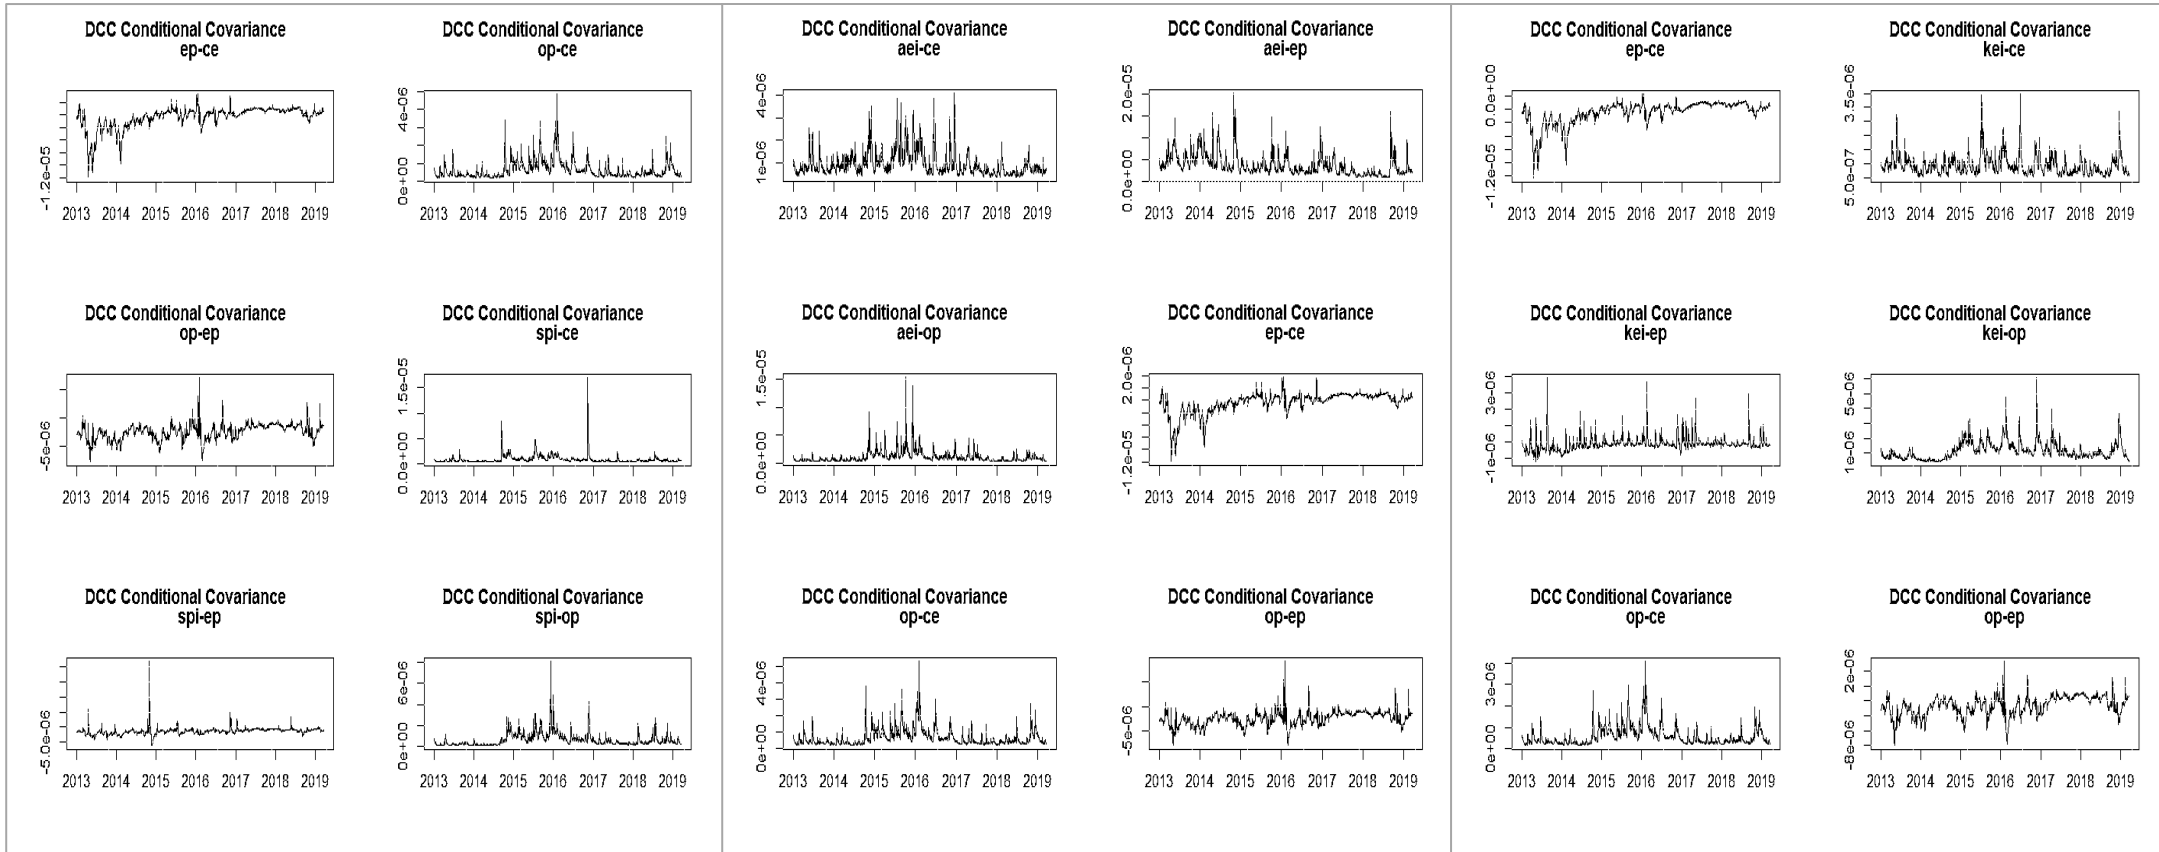 DCC Conditional Covariance
ep-ce
-1.2e-05
2013 2014 2015 2016 2017 2018 2019
DCC Conditional Covariance
op-ce
0e+00 4e-06
2013 2014 2015 2016 2017 2018 2019
DCC Conditional Covariance
op-ep
-5e-06
2013 2014 2015 2016 2017 2018 2019
DCC Conditional Covariance
spi-ce
0.0e+00 1.5e-05
2013 2014 2015 2016 2017 2018 2019
DCC Conditional Covariance
spi-ep
-5.0e-06
2013 2014 2015 2016 2017 2018 2019
DCC Conditional Covariance
spi-op
0e+00 6e-06
2013 2014 2015 2016 2017 2018 2019
DCC Conditional Covariance
aei-ce
1e-06 4e-06
2013 2014 2015 2016 2017 2018 2019
DCC Conditional Covariance
aei-ep
0.0e+00 2.0e-05
2013 2014 2015 2016 2017 2018 2019
DCC Conditional Covariance
aei-op
0.0e+00 1.5e-05
2013 2014 2015 2016 2017 2018 2019
DCC Conditional Covariance
ep-ce
-1.2e-05 2.0e-06
2013 2014 2015 2016 2017 2018 2019
DCC Conditional Covariance
op-ce
0e+00 4e-06
2013 2014 2015 2016 2017 2018 2019
DCC Conditional Covariance
op-ep
-5e-06
2013 2014 2015 2016 2017 2018 2019
DCC Conditional Covariance
ep-ce
-1.2e-05 0.0e+00
2013 2014 2015 2016 2017 2018 2019
DCC Conditional Covariance
kei-ce
5.0e-07 3.5e-06
2013 2014 2015 2016 2017 2018 2019
DCC Conditional Covariance
kei-ep
-1e-06 3e-06
2013 2014 2015 2016 2017 2018 2019
DCC Conditional Covariance
kei-op
1e-06 5e-06
2013 2014 2015 2016 2017 2018 2019
DCC Conditional Covariance
op-ce
0e+00 3e-06
2013 2014 2015 2016 2017 2018 2019
DCC Conditional Covariance
op-ep
-8e-06 2e-06
2013 2014 2015 2016 2017 2018 2019